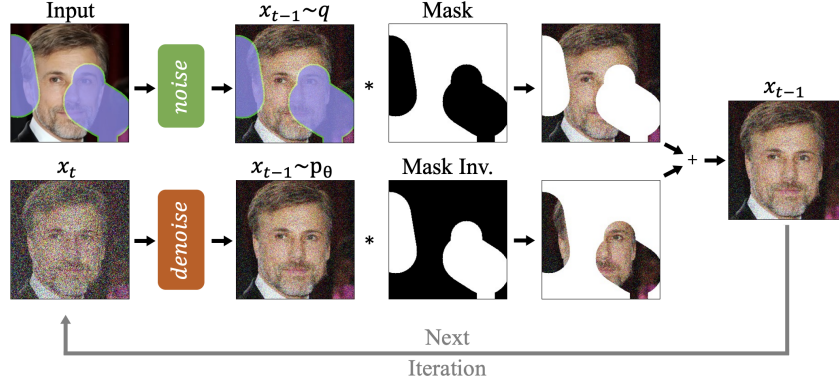 Input
noise
x_{t−1}~q
*
Mask
x_t
denoise
x_{t−1}~p_θ
*
Mask Inv.
+
x_{t−1}
Next
Iteration